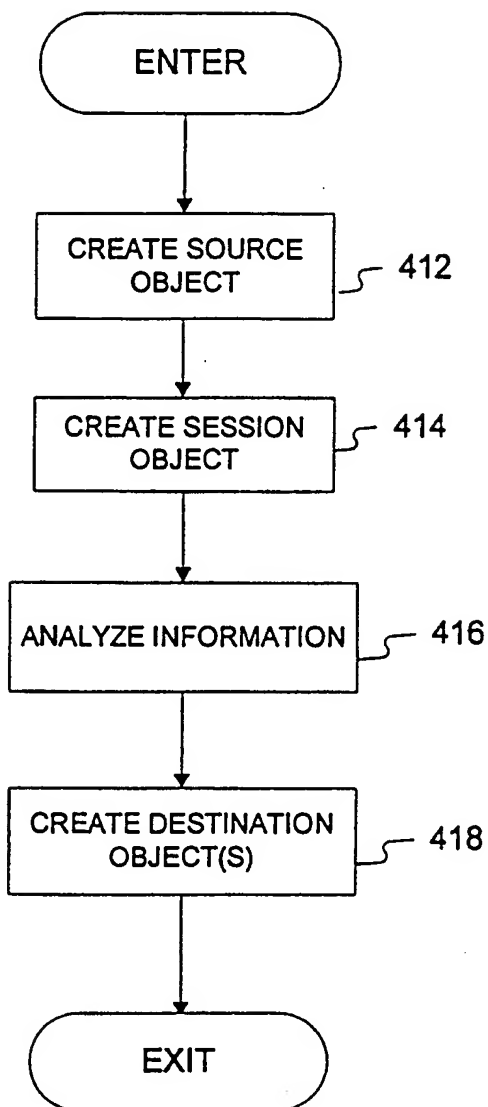 ENTER
CREATE SOURCE
OBJECT
412
CREATE SESSION
OBJECT
414
ANALYZE INFORMATION
416
CREATE DESTINATION
OBJECT(S)
418
EXIT